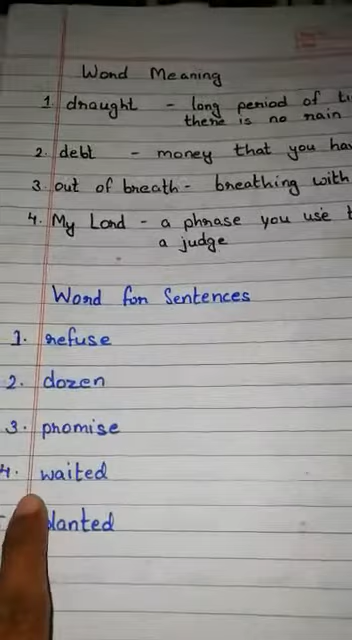 Word Meaning
1. draught - long period of ti
there is no rain
2. debt - money that you ha
3. out of breath - breathing with
4. My Lord - a phrase you use t
a judge
Word for Sentences
1. refuse
2. dozen
3. promise
4. waited
lanted